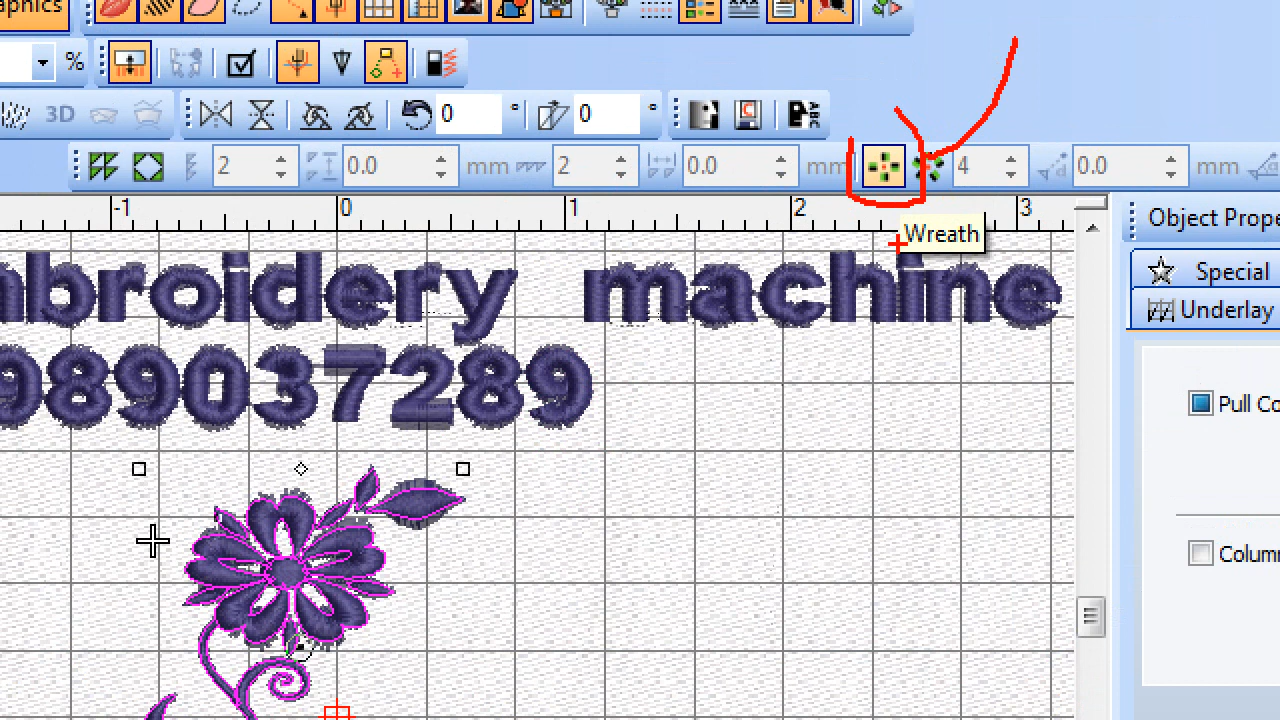 aphics
%
3D
0 ° 0 °
2 0.0 mm 2 0.0 mm 4 0.0 mm
-1 0 1 2 3
Wreath
Object Prope
Special
Underlay
Pull Co
Column
mbroidery machine
989037289